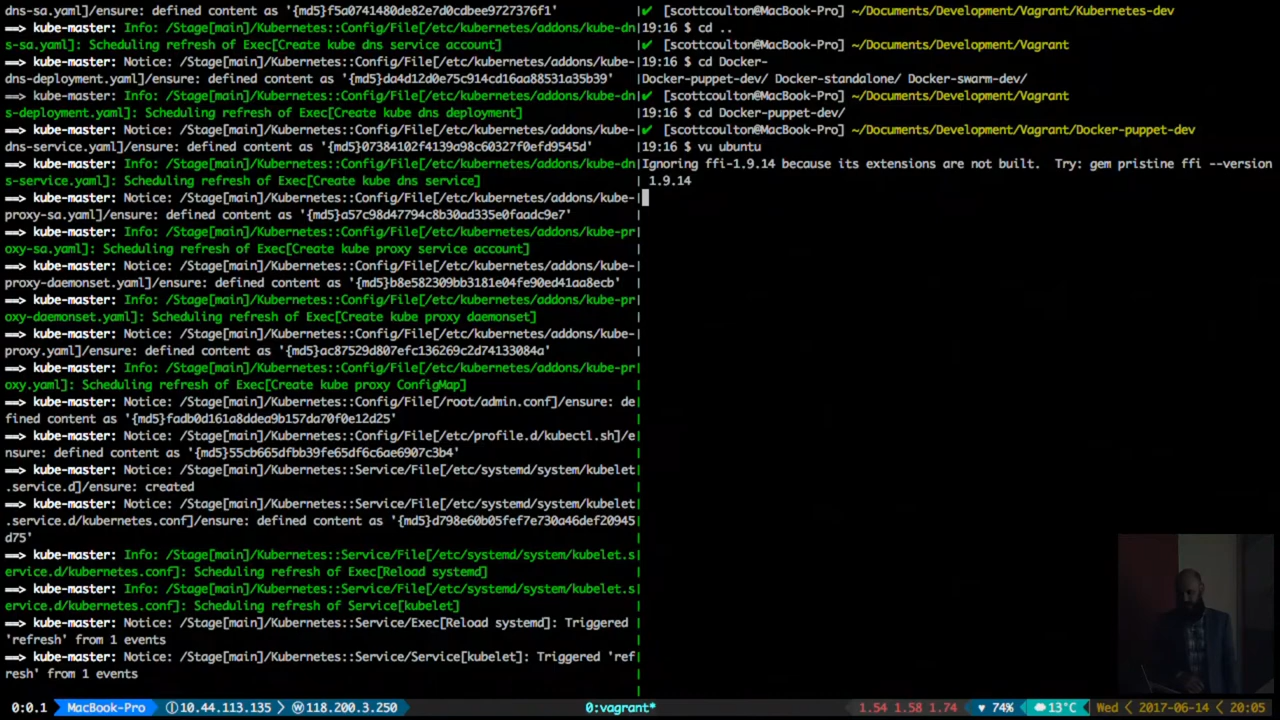 dns-sa.yaml]/ensure: defined content as '{md5}f5a0741480de82e7d0cdbee9727376f1'
==> kube-master: Info: /Stage[main]/Kubernetes::Config/File[/etc/kubernetes/addons/kube-dn
s-sa.yaml]: Scheduling refresh of Exec[Create kube dns service account]
==> kube-master: Notice: /Stage[main]/Kubernetes::Config/File[/etc/kubernetes/addons/kube-
dns-deployment.yaml]/ensure: defined content as '{md5}da4d12d0e75c914cd16aa88531a35b39'
==> kube-master: Info: /Stage[main]/Kubernetes::Config/File[/etc/kubernetes/addons/kube-dn
s-deployment.yaml]: Scheduling refresh of Exec[Create kube dns deployment]
==> kube-master: Notice: /Stage[main]/Kubernetes::Config/File[/etc/kubernetes/addons/kube-
dns-service.yaml]/ensure: defined content as '{md5}07384102f4139a98c60327f0efd9545d'
==> kube-master: Info: /Stage[main]/Kubernetes::Config/File[/etc/kubernetes/addons/kube-dn
s-service.yaml]: Scheduling refresh of Exec[Create kube dns service]
==> kube-master: Notice: /Stage[main]/Kubernetes::Config/File[/etc/kubernetes/addons/kube-
proxy-sa.yaml]/ensure: defined content as '{md5}a57c98d47794c8b30ad335e0faadc9e7'
==> kube-master: Info: /Stage[main]/Kubernetes::Config/File[/etc/kubernetes/addons/kube-pr
oxy-sa.yaml]: Scheduling refresh of Exec[Create kube proxy service account]
==> kube-master: Notice: /Stage[main]/Kubernetes::Config/File[/etc/kubernetes/addons/kube-
proxy-daemonset.yaml]/ensure: defined content as '{md5}b8e582309bb3181e04fe90ed41aa8ecb'
==> kube-master: Info: /Stage[main]/Kubernetes::Config/File[/etc/kubernetes/addons/kube-pr
oxy-daemonset.yaml]: Scheduling refresh of Exec[Create kube proxy daemonset]
==> kube-master: Notice: /Stage[main]/Kubernetes::Config/File[/etc/kubernetes/addons/kube-
proxy.yaml]/ensure: defined content as '{md5}ac87529d807efc136269c2d74133084a'
==> kube-master: Info: /Stage[main]/Kubernetes::Config/File[/etc/kubernetes/addons/kube-pr
oxy.yaml]: Scheduling refresh of Exec[Create kube proxy ConfigMap]
==> kube-master: Notice: /Stage[main]/Kubernetes::Config/File[/root/admin.conf]/ensure: de
fined content as '{md5}fadb0d161a8ddea9b157da70f0e12d25'
==> kube-master: Notice: /Stage[main]/Kubernetes::Config/File[/etc/profile.d/kubectl.sh]/e
nsure: defined content as '{md5}55cb665dfbb39fe65df6c6ae6907c3b4'
==> kube-master: Notice: /Stage[main]/Kubernetes::Service/File[/etc/systemd/system/kubelet
.service.d]/ensure: created
==> kube-master: Notice: /Stage[main]/Kubernetes::Service/File[/etc/systemd/system/kubelet
.service.d/kubernetes.conf]/ensure: defined content as '{md5}d798e60b05fef7e730a46def20945
d75'
==> kube-master: Info: /Stage[main]/Kubernetes::Service/File[/etc/systemd/system/kubelet.s
ervice.d/kubernetes.conf]: Scheduling refresh of Exec[Reload systemd]
==> kube-master: Info: /Stage[main]/Kubernetes::Service/File[/etc/systemd/system/kubelet.s
ervice.d/kubernetes.conf]: Scheduling refresh of Service[kubelet]
==> kube-master: Notice: /Stage[main]/Kubernetes::Service/Exec[Reload systemd]: Triggered
'refresh' from 1 events
==> kube-master: Notice: /Stage[main]/Kubernetes::Service/Service[kubelet]: Triggered 'ref
resh' from 1 events
✔ [scottcoulton@MacBook-Pro] ~/Documents/Development/Vagrant/Kubernetes-dev
19:16 $ cd ..
✔ [scottcoulton@MacBook-Pro] ~/Documents/Development/Vagrant
19:16 $ cd Docker-
Docker-puppet-dev/ Docker-standalone/ Docker-swarm-dev/
✔ [scottcoulton@MacBook-Pro] ~/Documents/Development/Vagrant
19:16 $ cd Docker-puppet-dev/
✔ [scottcoulton@MacBook-Pro] ~/Documents/Development/Vagrant/Docker-puppet-dev
19:16 $ vu ubuntu
Ignoring ffi-1.9.14 because its extensions are not built. Try: gem pristine ffi --version
1.9.14
0:0.1 MacBook-Pro ⓘ 10.44.113.135 ⓦ 118.200.3.250 0:vagrant* 1.54 1.58 1.74 ♥ 74% ☁ 13°C Wed < 2017-06-14 < 20:05